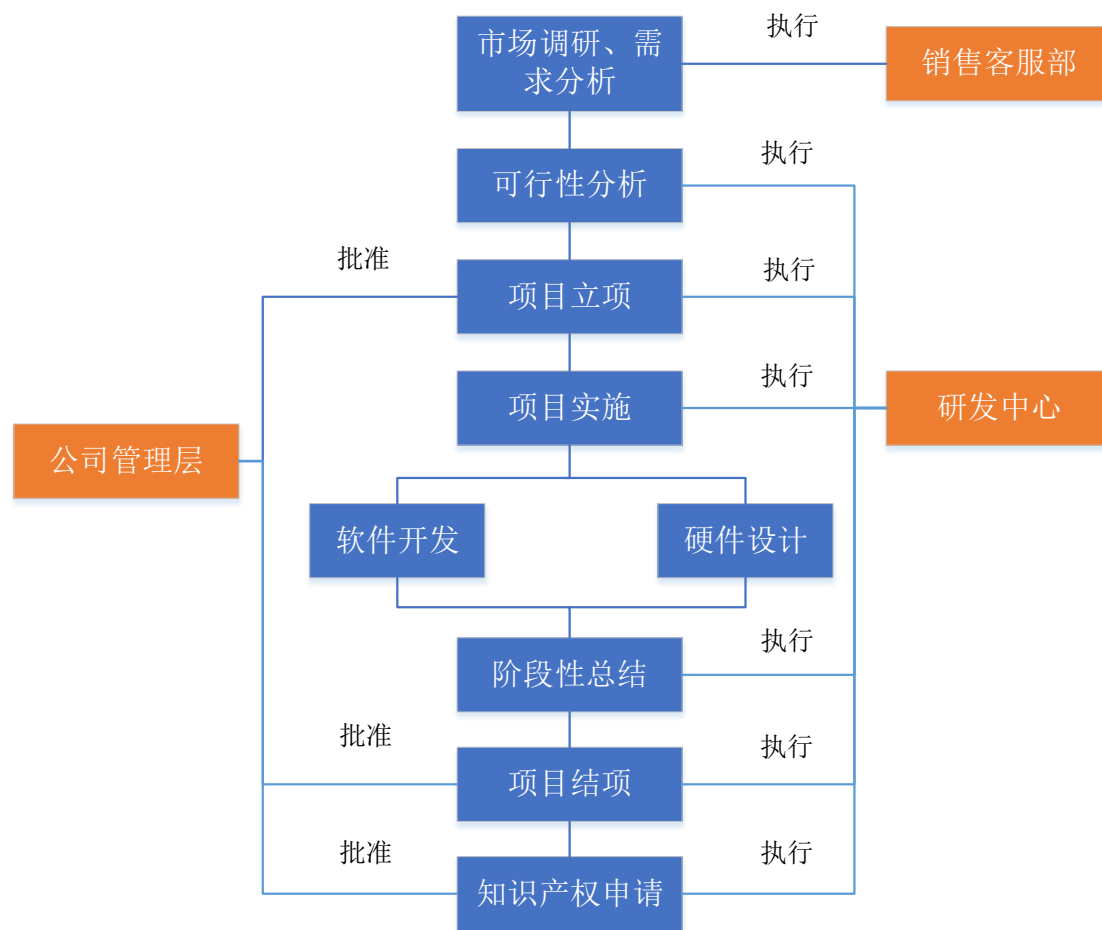 执行
市场调研、需
求分析
销售客服部
执行
可行性分析
批准
执行
项目立项
执行
项目实施
研发中心
公司管理层
软件开发
硬件设计
执行
阶段性总结
批准
执行
项目结项
批准
执行
知识产权申请